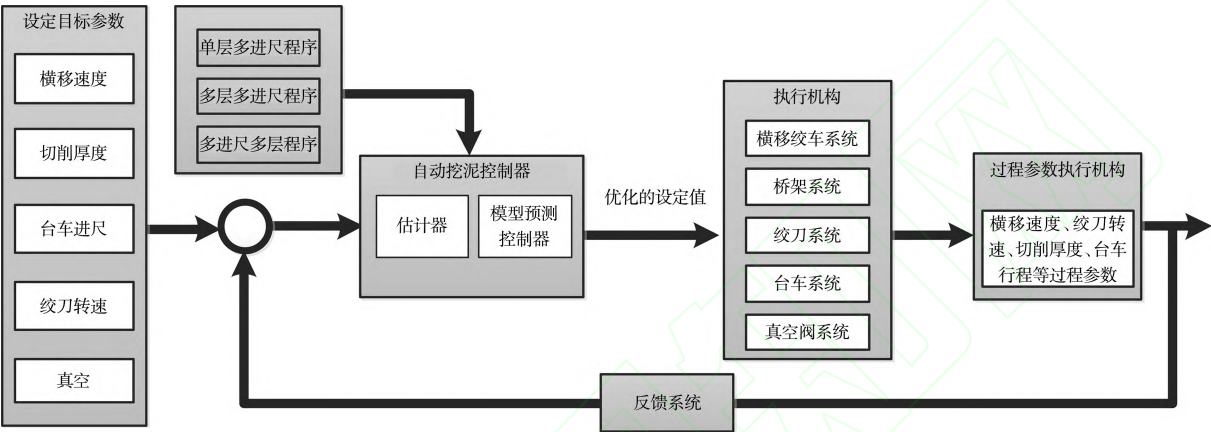 设定目标参数
横移速度
切削厚度
台车进尺
绞刀转速
真空
单层多进尺程序
多层多进尺程序
多进尺多层程序
自动挖泥控制器
估计器
模型预测
控制器
优化的设定值
执行机构
横移绞车系统
桥架系统
绞刀系统
台车系统
真空阀系统
过程参数执行机构
横移速度、绞刀转
速、切削厚度、台车
行程等过程参数
反馈系统